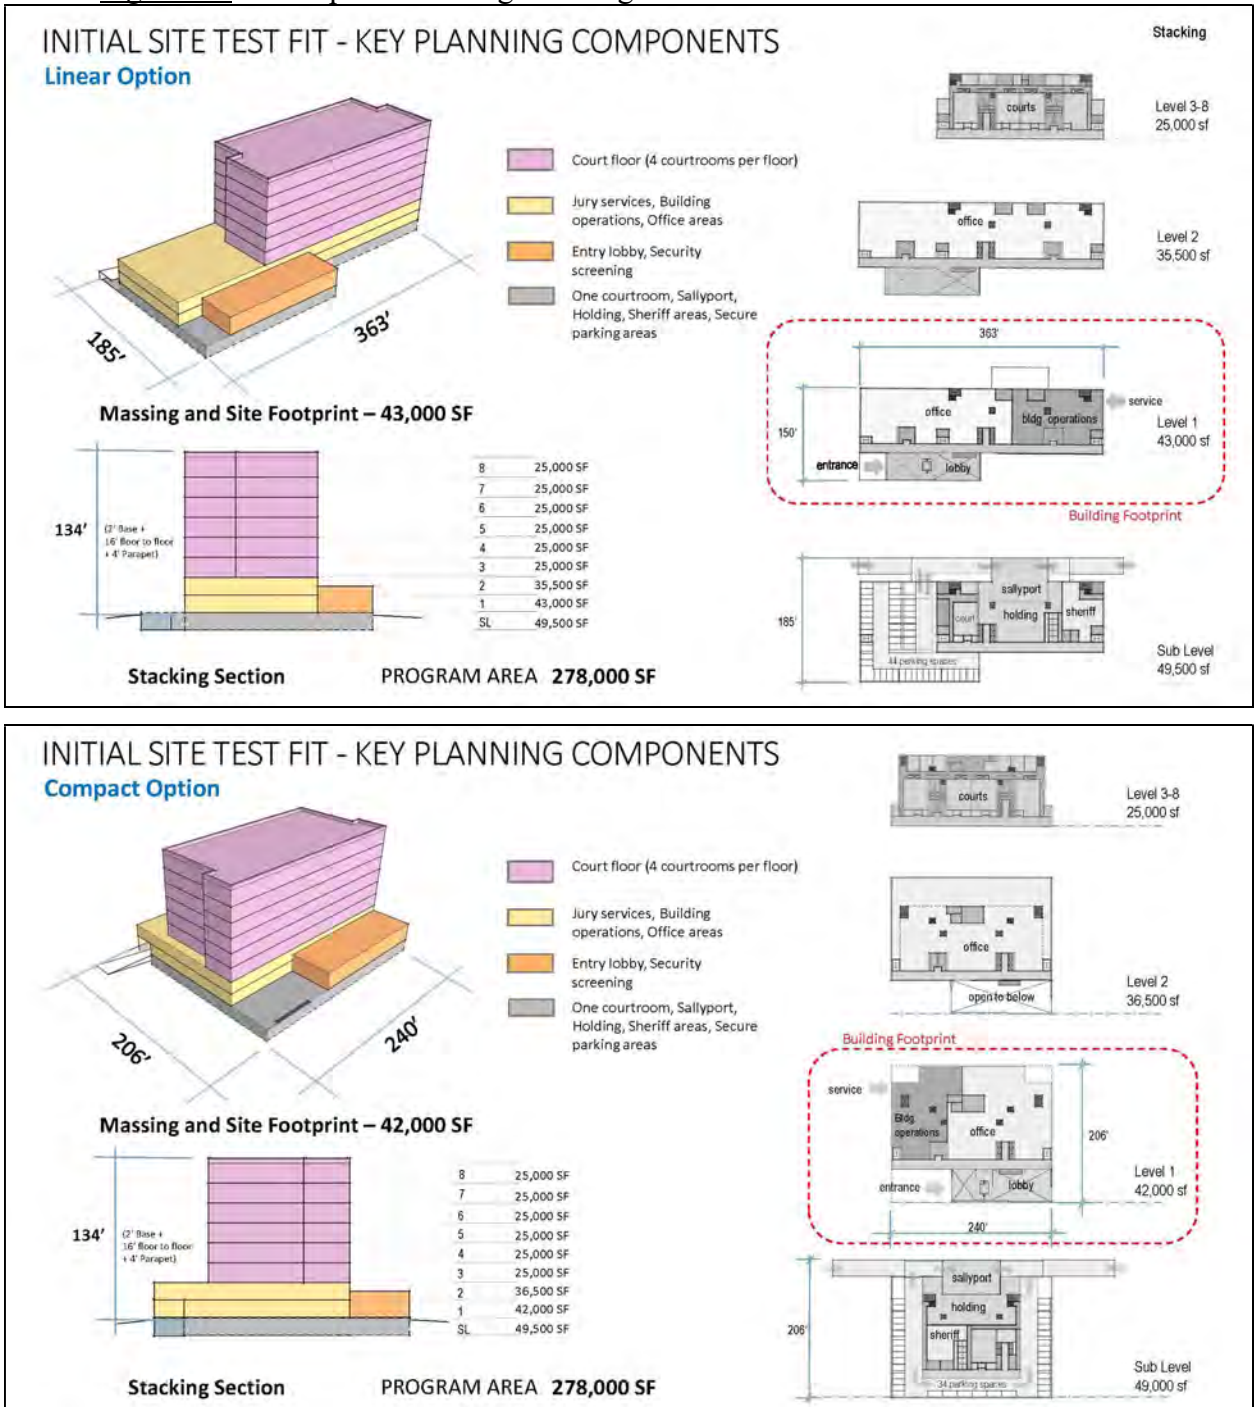 INITIAL SITE TEST FIT - KEY PLANNING COMPONENTS
Linear Option
Stacking
courts
Level 3-8
25,000 sf
Court floor (4 courtrooms per floor)
Jury services, Building
operations, Office areas
Entry lobby, Security
screening
One courtroom, Sallyport,
Holding, Sheriff areas, Secure
parking areas
185'
363'
office
Level 2
35,500 sf
363'
150'
office
bldg operations
service
entrance
lobby
Level 1
43,000 sf
Building Footprint
Massing and Site Footprint – 43,000 SF
134'
(2' Base +
16' floor to floor
+ 4' Parapet)
8 25,000 SF
7 25,000 SF
6 25,000 SF
5 25,000 SF
4 25,000 SF
3 25,000 SF
2 35,500 SF
1 43,000 SF
SL 49,500 SF
185'
sallyport
court
holding
sheriff
44 parking spaces
Sub Level
49,500 sf
Stacking Section
PROGRAM AREA 278,000 SF
INITIAL SITE TEST FIT - KEY PLANNING COMPONENTS
Compact Option
courts
Level 3-8
25,000 sf
Court floor (4 courtrooms per floor)
Jury services, Building
operations, Office areas
Entry lobby, Security
screening
One courtroom, Sallyport,
Holding, Sheriff areas, Secure
parking areas
206'
240'
office
open to below
Level 2
36,500 sf
Building Footprint
service
Bldg
operations
office
206'
entrance
lobby
Level 1
42,000 sf
240'
Massing and Site Footprint – 42,000 SF
134'
(2' Base +
16' floor to floor
+ 4' Parapet)
8 25,000 SF
7 25,000 SF
6 25,000 SF
5 25,000 SF
4 25,000 SF
3 25,000 SF
2 36,500 SF
1 42,000 SF
SL 49,500 SF
206'
sallyport
holding
sheriff
34 parking spaces
Sub Level
49,000 sf
Stacking Section
PROGRAM AREA 278,000 SF